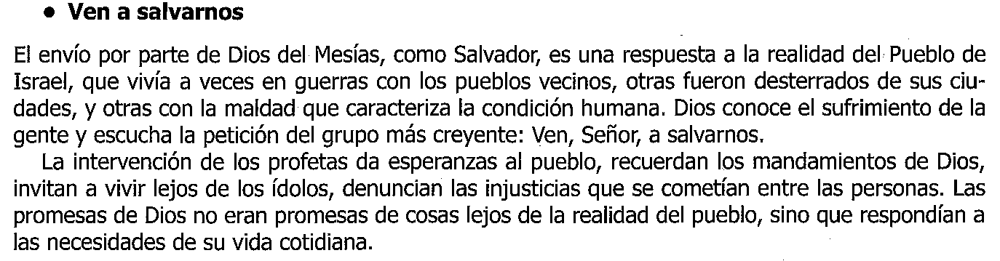 • Ven a salvarnos
El envío por parte de Dios del Mesías, como Salvador, es una respuesta a la realidad del Pueblo de
Israel, que vivía a veces en guerras con los pueblos vecinos, otras fueron desterrados de sus ciu-
dades, y otras con la maldad que caracteriza la condición humana. Dios conoce el sufrimiento de la
gente y escucha la petición del grupo más creyente: Ven, Señor, a salvarnos.
La intervención de los profetas da esperanzas al pueblo, recuerdan los mandamientos de Dios,
invitan a vivir lejos de los ídolos, denuncian las injusticias que se cometían entre las personas. Las
promesas de Dios no eran promesas de cosas lejos de la realidad del pueblo, sino que respondían a
las necesidades de su vida cotidiana.